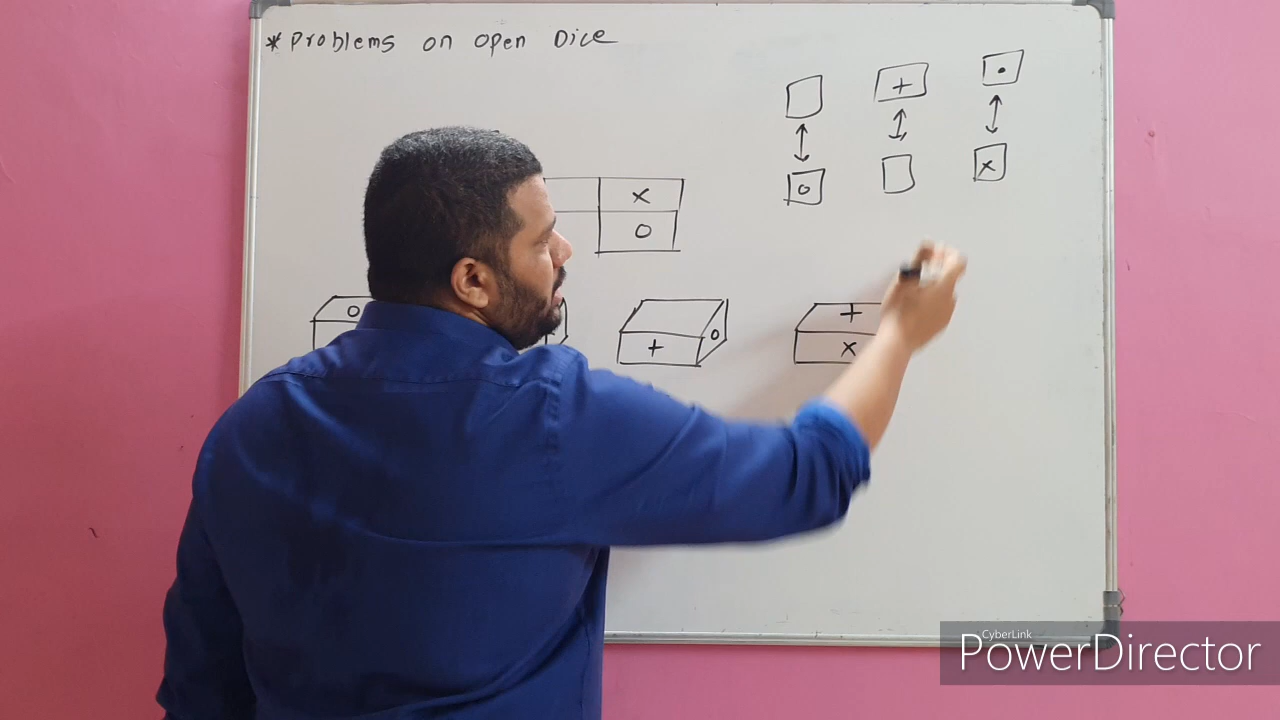 * Problems on open Dice
+ •
o x
x
o
o + +
o
x
CyberLink
PowerDirector